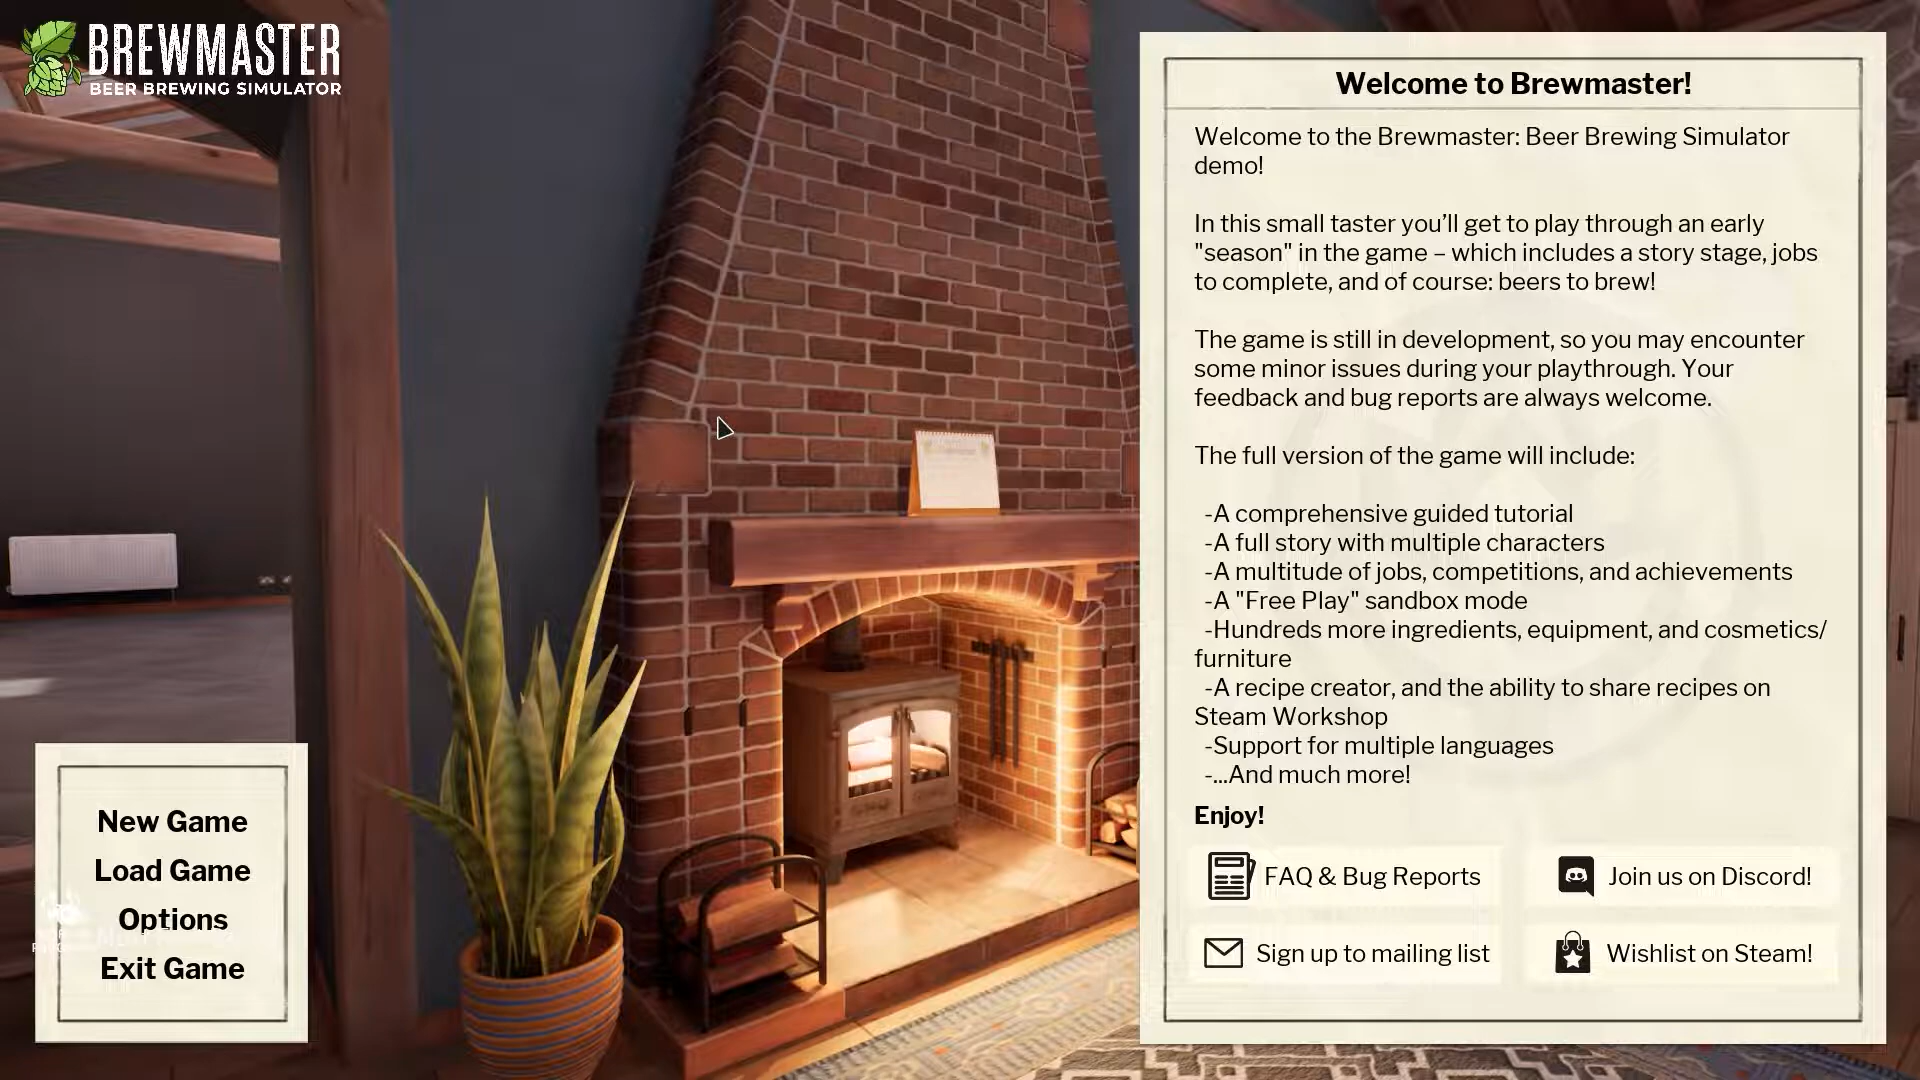 BREWMASTER
BEER BREWING SIMULATOR
Welcome to Brewmaster!
Welcome to the Brewmaster: Beer Brewing Simulator
demo!
In this small taster you’ll get to play through an early
"season" in the game – which includes a story stage, jobs
to complete, and of course: beers to brew!
The game is still in development, so you may encounter
some minor issues during your playthrough. Your
feedback and bug reports are always welcome.
The full version of the game will include:
-A comprehensive guided tutorial
-A full story with multiple characters
-A multitude of jobs, competitions, and achievements
-A "Free Play" sandbox mode
-Hundreds more ingredients, equipment, and cosmetics/
furniture
-A recipe creator, and the ability to share recipes on
Steam Workshop
-Support for multiple languages
-...And much more!
Enjoy!
FAQ & Bug Reports
Join us on Discord!
Sign up to mailing list
Wishlist on Steam!
New Game
Load Game
Options
Exit Game